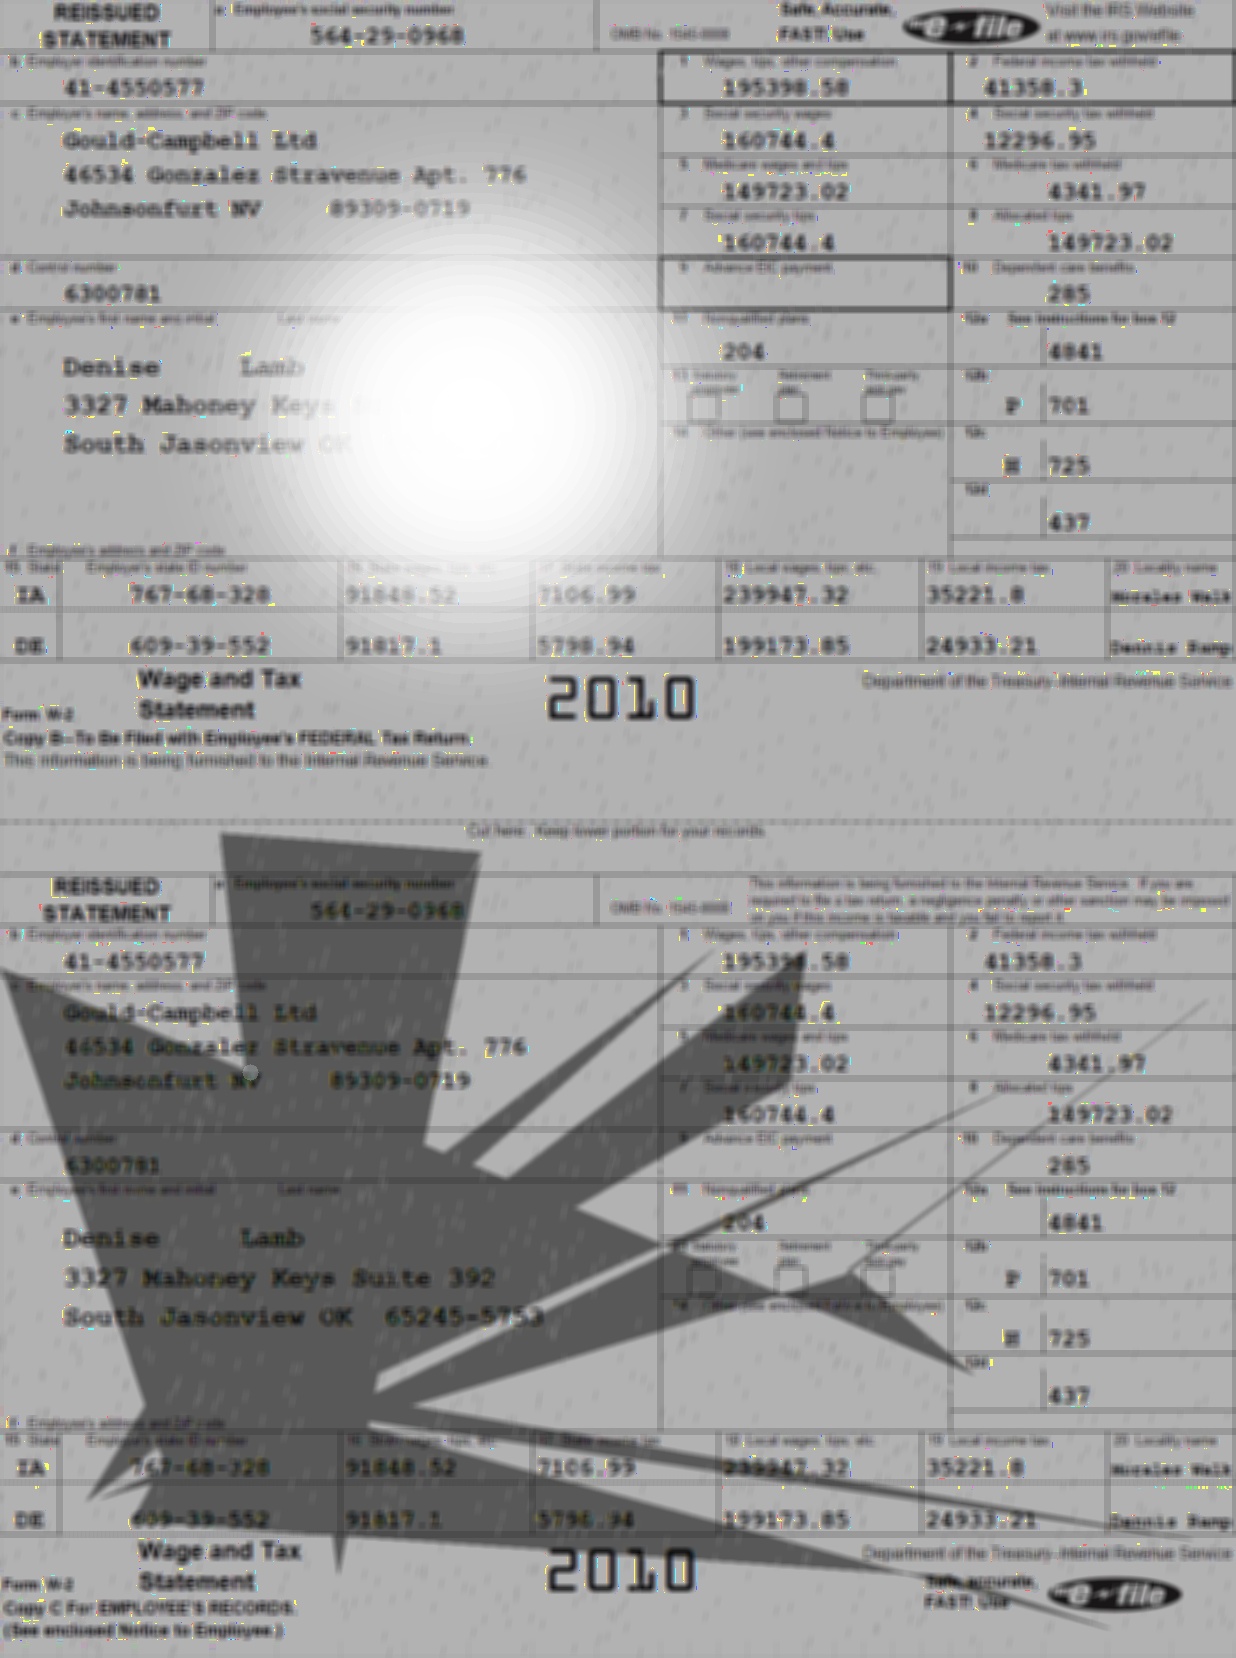 REISSUED STATEMENT
a Employee's social security number
564-29-0968
OMB No. 1545-0008
Safe, Accurate, FAST! Use
e-file
Visit the IRS Website at www.irs.gov/efile
b Employer identification number
41-4550577
1 Wages, tips, other compensation
195398.58
2 Federal income tax withheld
41358.3
c Employer's name, address, and ZIP code
Gould-Campbell Ltd
46534 Gonzalez Stravenue Apt. 776
Johnsonfurt NV 89309-0719
3 Social security wages
160744.4
4 Social security tax withheld
12296.95
5 Medicare wages and tips
149723.02
6 Medicare tax withheld
4341.97
7 Social security tips
160744.4
8 Allocated tips
149723.02
d Control number
6300781
9 Advance EIC payment
10 Dependent care benefits
285
e Employee's first name and initial Last name
Denise Lamb
3327 Mahoney Keys
South Jasonview OK
11 Nonqualified plans
204
12a See instructions for box 12
4841
13 Statutory employee Retirement plan Third-party sick pay
12b
P 701
14 Other (see enclosed Notice to Employee)
12c
H 725
12d
437
f Employee's address and ZIP code
15 State Employer's state ID number 16 State wages, tips, etc. 17 State income tax 18 Local wages, tips, etc. 19 Local income tax 20 Locality name
IA 767-68-328 91848.52 7106.99 239947.32 35221.8 Morales Walk
DE 609-39-552 91817.1 5798.94 199173.85 24933.21 Dennis Ramp
Form W-2 Wage and Tax Statement
2010
Department of the Treasury-Internal Revenue Service
Copy B--To Be Filed with Employee's FEDERAL Tax Return.
This information is being furnished to the Internal Revenue Service.
Cut here. Keep lower portion for your records.
REISSUED STATEMENT
a Employee's social security number
564-29-0968
OMB No. 1545-0008
This information is being furnished to the Internal Revenue Service. If you are
required to file a tax return, a negligence penalty or other sanction may be imposed
on you if this income is taxable and you fail to report it.
b Employer identification number
41-4550577
1 Wages, tips, other compensation
195398.58
2 Federal income tax withheld
41358.3
c Employer's name, address, and ZIP code
Gould-Campbell Ltd
46534 Gonzalez Stravenue Apt. 776
Johnsonfurt NV 89309-0719
3 Social security wages
160744.4
4 Social security tax withheld
12296.95
5 Medicare wages and tips
149723.02
6 Medicare tax withheld
4341.97
7 Social security tips
160744.4
8 Allocated tips
149723.02
d Control number
6300781
9 Advance EIC payment
10 Dependent care benefits
285
e Employee's first name and initial Last name
Denise Lamb
3327 Mahoney Keys Suite 392
South Jasonview OK 65245-5753
11 Nonqualified plans
204
12a See instructions for box 12
4841
13 Statutory employee Retirement plan Third-party sick pay
12b
P 701
14 Other (see enclosed Notice to Employee)
12c
H 725
12d
437
f Employee's address and ZIP code
15 State Employer's state ID number 16 State wages, tips, etc. 17 State income tax 18 Local wages, tips, etc. 19 Local income tax 20 Locality name
IA 767-68-328 91848.52 7106.99 239947.32 35221.8 Morales Walk
DE 609-39-552 91817.1 5798.94 199173.85 24933.21 Dennis Ramp
Form W-2 Wage and Tax Statement
2010
Department of the Treasury-Internal Revenue Service
Safe, accurate, FAST! Use
e-file
Copy C For EMPLOYEE'S RECORDS.
(See enclosed Notice to Employee.)